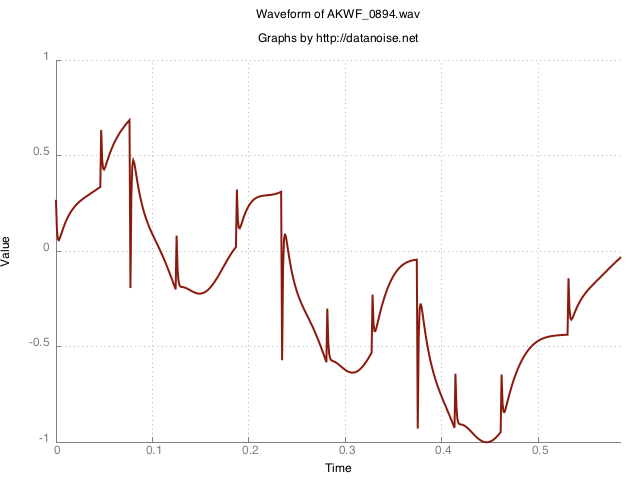 Waveform of AKWF_0894.wav
Graphs by http://datanoise.net
1
0.5
0
-0.5
-1
Value
0 0.1 0.2 0.3 0.4 0.5
Time